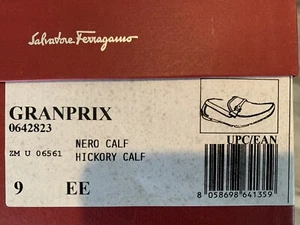 Salvatore Ferragamo
GRANPRIX
0642823
UPC/EAN
NERO CALF
ZM U 06561
HICKORY CALF
9 EE
8 058698 641359